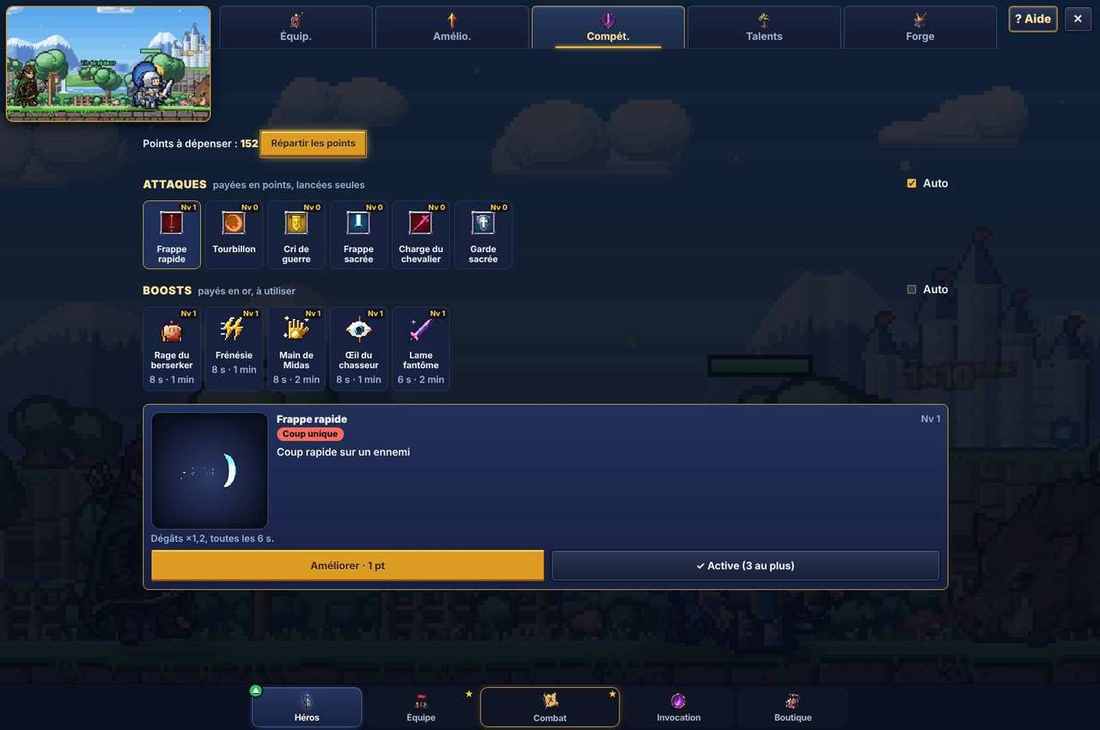 Équip.
Amélio.
Compét.
Talents
Forge
? Aide
✕
Points à dépenser : 152
Répartir les points
ATTAQUES payées en points, lancées seules
Auto
Nv 1
Nv 0
Nv 0
Nv 0
Nv 0
Nv 0
Frappe rapide
Tourbillon
Cri de guerre
Frappe sacrée
Charge du chevalier
Garde sacrée
BOOSTS payés en or, à utiliser
Auto
Nv 1
Nv 1
Nv 1
Nv 1
Nv 1
Rage du berserker
Frénésie
Main de Midas
Œil du chasseur
Lame fantôme
8 s · 1 min
8 s · 1 min
8 s · 2 min
8 s · 1 min
6 s · 2 min
Frappe rapide
Nv 1
Coup unique
Coup rapide sur un ennemi
Dégâts ×1,2, toutes les 6 s.
Améliorer · 1 pt
✓ Active (3 au plus)
Héros
Équipe
Combat
Invocation
Boutique